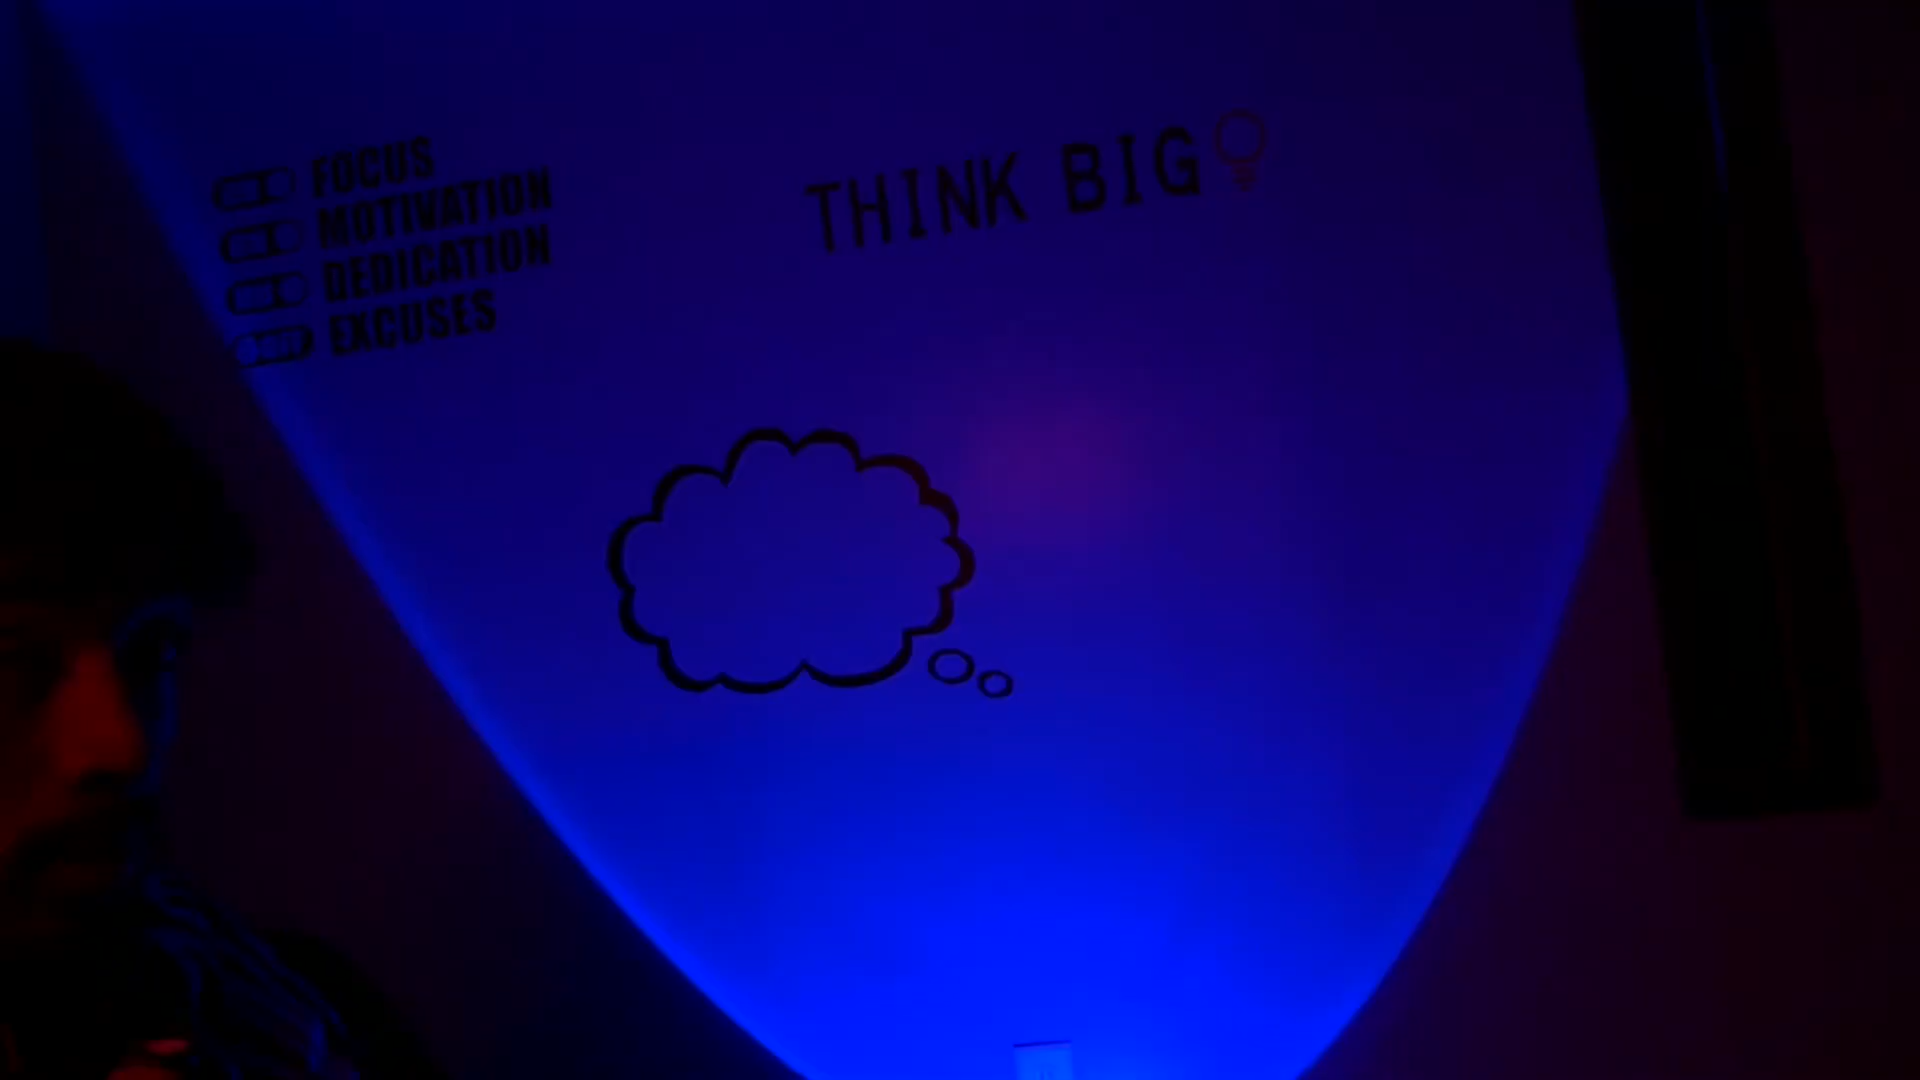 FOCUS
MOTIVATION
DEDICATION
EXCUSES
THINK BIG